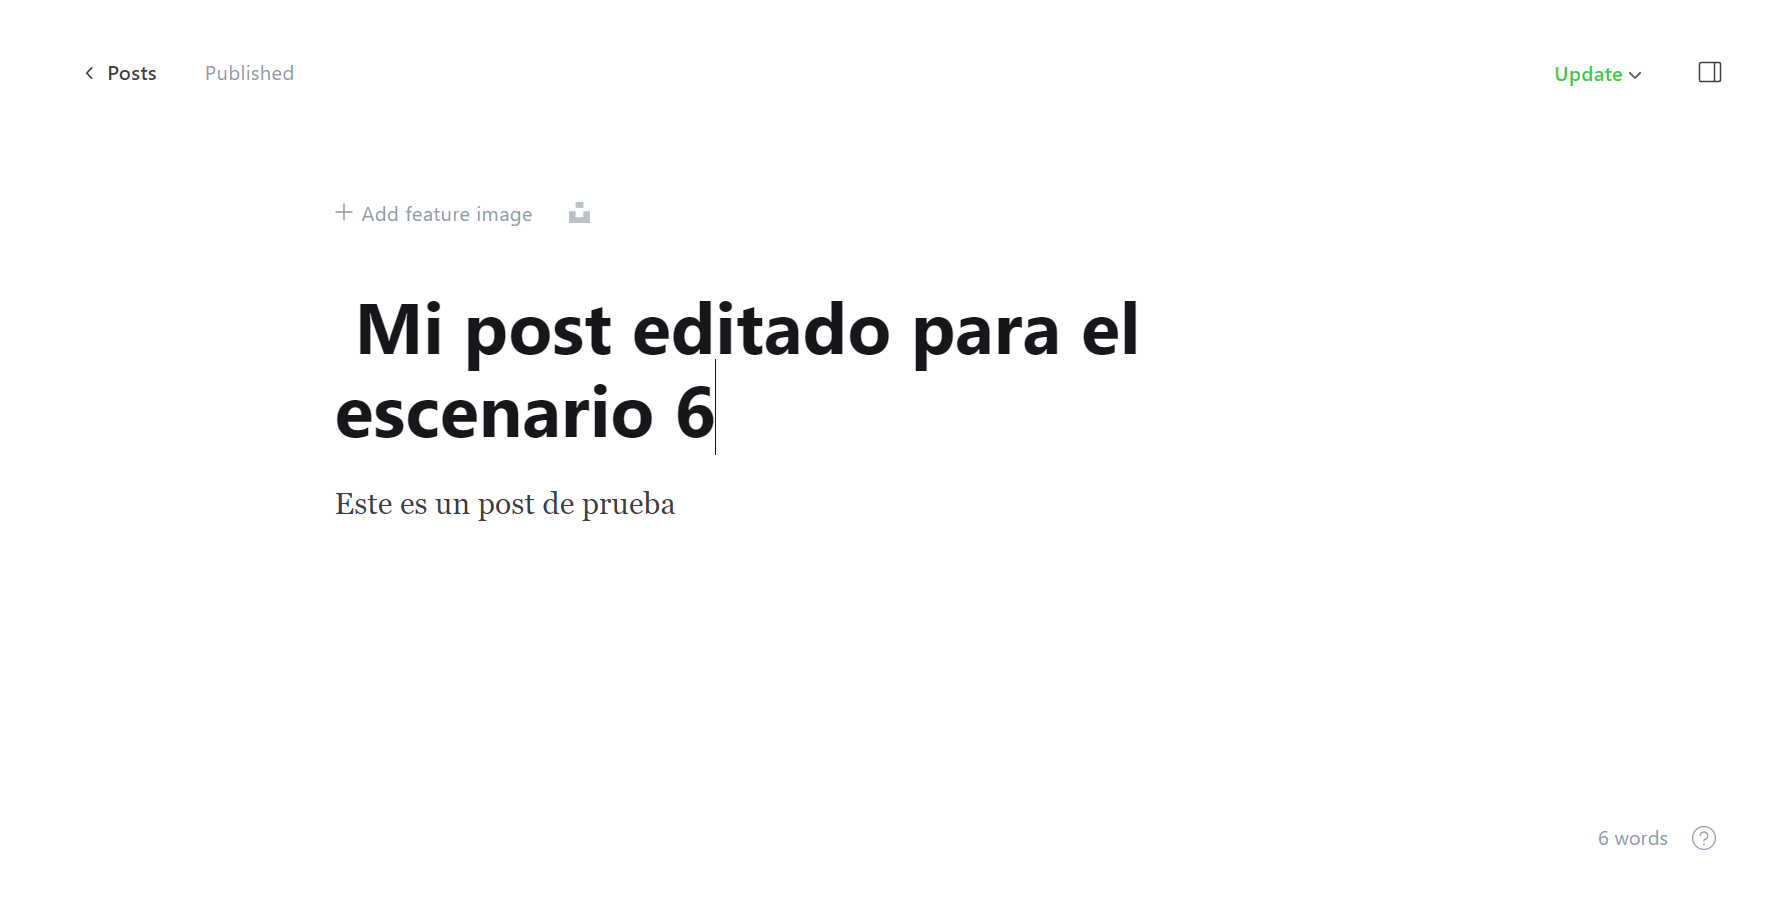 Posts
Published
Update
Add feature image
Mi post editado para el
escenario 6
Este es un post de prueba
6 words
?